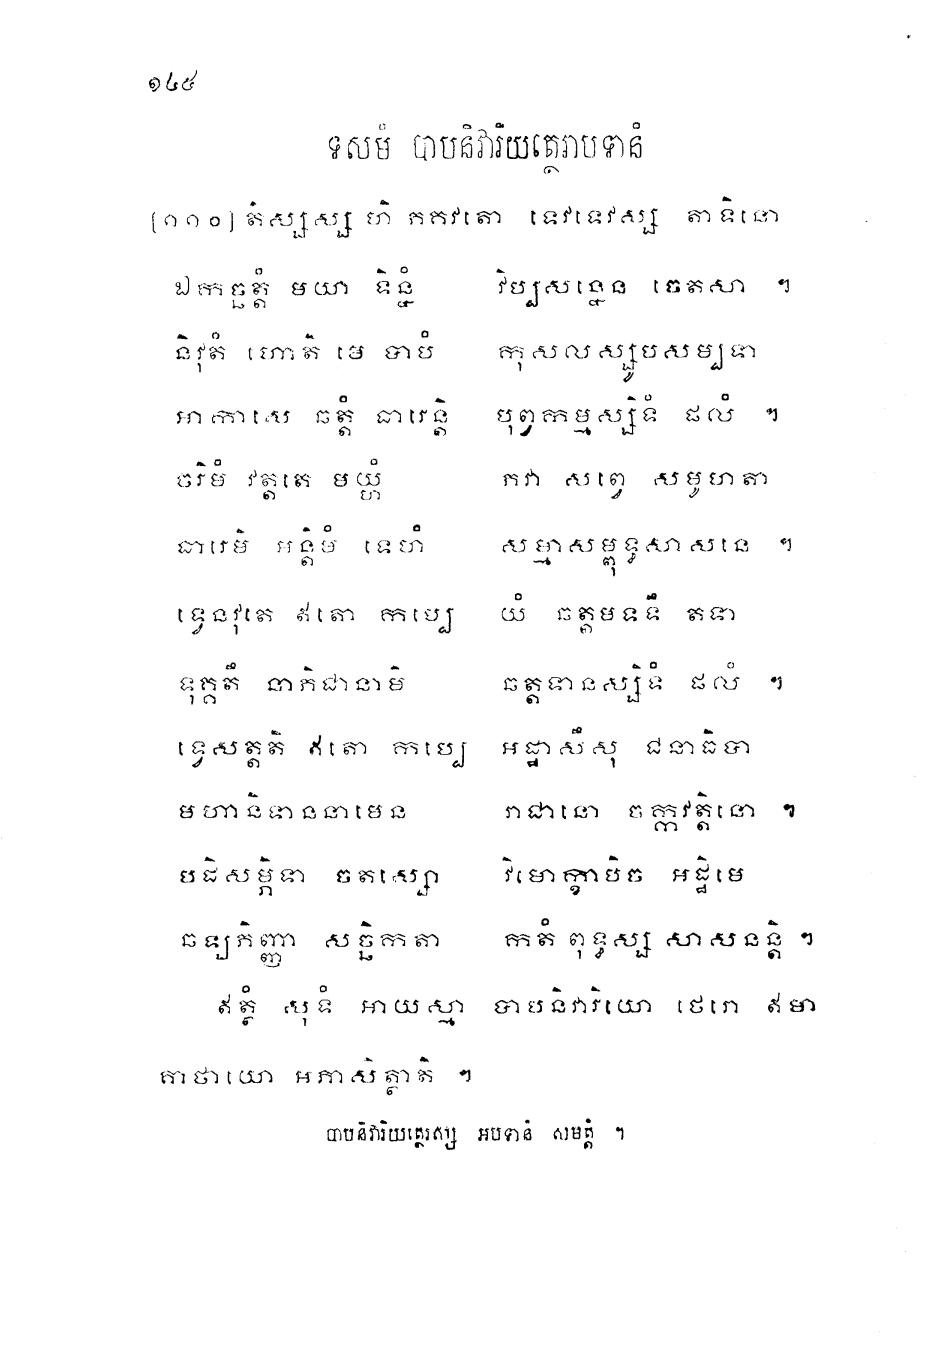 ១៤៥
ទសមំ បាបនិវារិយត្ថេរាបទានំ
[១១០] តិស្សស្ស ហិ ភគវតោ ទេវទេវស្ស តាទិនោ
ឯកច្ឆត្តំ មយា ទិន្នំ វិប្បសន្នេន ចេតសា ។
និវុតំ ហោតិ មេ បាបំ កុសលស្សូបសម្បទា
អាកាសេ ឆត្តំ ធារេន្តិ បុព្វកម្មស្សិទំ ផលំ ។
ចរិមំ វត្តតេ មយ្ហំ ភវា សព្វេ សមូហតា
ធារេមិ អន្តិមំ ទេហំ សម្មាសម្ពុទ្ធសាសនេ ។
ទ្វេនវុតេ ឥតោ កប្បេ យំ ឆត្តមទទឹ តទា
ទុគ្គតឹ នាភិជានាមិ ឆត្តទានស្សិទំ ផលំ ។
ទ្វេសត្តតិ ឥតោ កប្បេ អដ្ឋាសឹសុ ជនាធិបា
មហានិទាននាមេន រាជានោ ចក្កវត្តិនោ ។
បដិសម្ភិទា ចតស្សោ វិមោក្ខាបិច អដ្ឋិមេ
ឆឡភិញ្ញា សច្ឆិកតា កតំ ពុទ្ធស្ស សាសនន្តិ ។
ឥត្ថំ សុទំ អាយស្មា បាបនិវារិយោ ថេរោ ឥមា
គាថាយោ អភាសិត្ថាតិ ។
បាបនិវារិយត្ថេរស្ស អបទានំ សមត្តំ ។